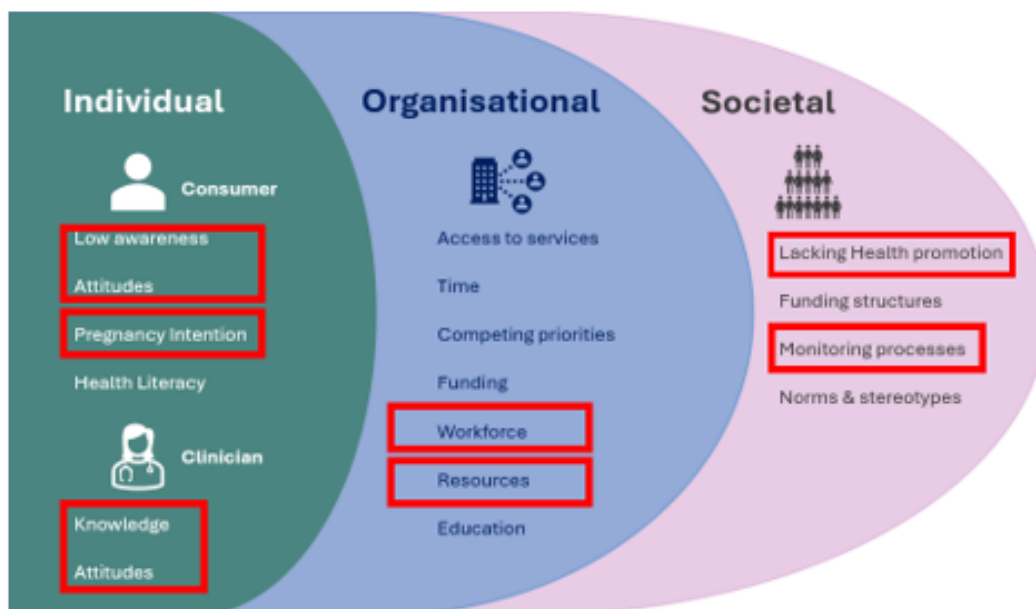 Individual
Consumer
Low awareness
Attitudes
Pregnancy Intention
Health Literacy
Clinician
Knowledge
Attitudes
Organisational
Access to services
Time
Competing priorities
Funding
Workforce
Resources
Education
Societal
Lacking Health promotion
Funding structures
Monitoring processes
Norms & stereotypes